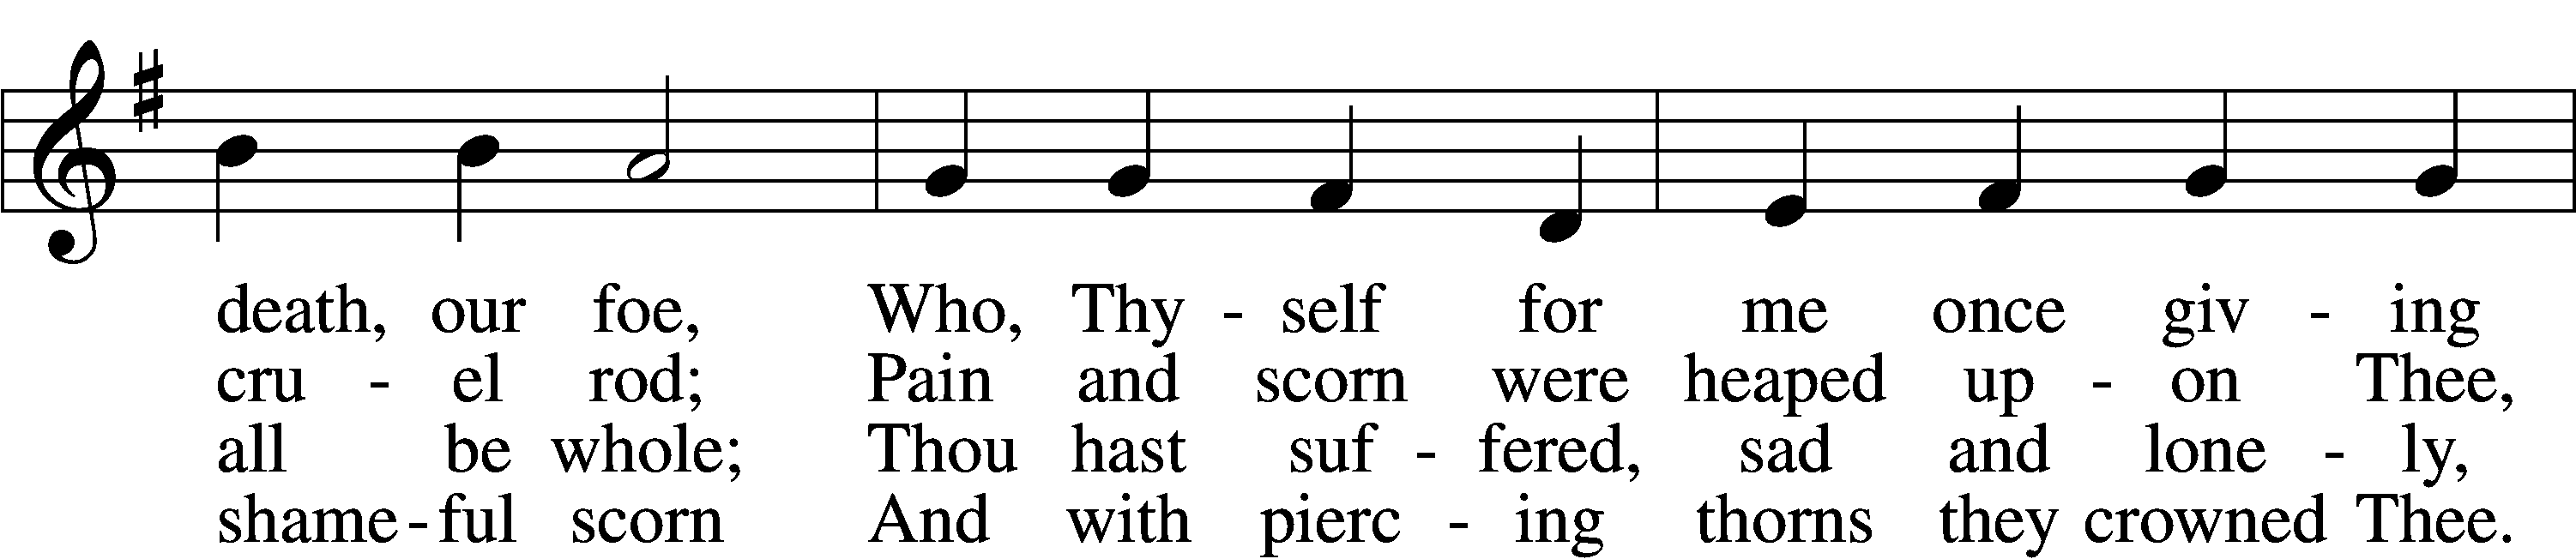 death, our foe, Who, Thy - self for me once giv - ing
cru - el rod; Pain and scorn were heaped up - on Thee,
all be whole; Thou hast suf - fered, sad and lone - ly,
shame - ful scorn And with pierc - ing thorns they crowned Thee.